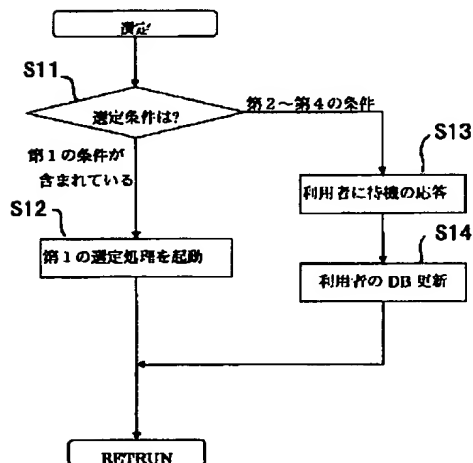 選定
S11
選定条件は?
第2～第4の条件
第1の条件が
含まれている
S13
利用者に待機の応答
S12
第1の選定処理を起動
S14
利用者の DB 更新
RETRUN